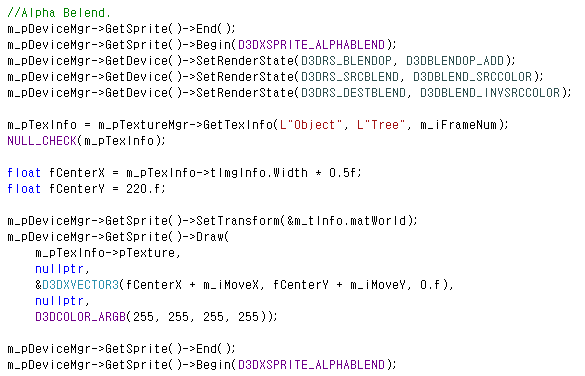 //Alpha Belend.
m_pDeviceMgr->GetSprite()->End();
m_pDeviceMgr->GetSprite()->Begin(D3DXSPRITE_ALPHABLEND);
m_pDeviceMgr->GetDevice()->SetRenderState(D3DRS_BLENDOP, D3DBLENDOP_ADD);
m_pDeviceMgr->GetDevice()->SetRenderState(D3DRS_SRCBLEND, D3DBLEND_SRCCOLOR);
m_pDeviceMgr->GetDevice()->SetRenderState(D3DRS_DESTBLEND, D3DBLEND_INVSRCCOLOR);
m_pTexInfo = m_pTextureMgr->GetTexInfo(L"Object", L"Tree", m_iFrameNum);
NULL_CHECK(m_pTexInfo);
float fCenterX = m_pTexInfo->tImgInfo.Width * 0.5f;
float fCenterY = 220.f;
m_pDeviceMgr->GetSprite()->SetTransform(&m_tInfo.matWorld);
m_pDeviceMgr->GetSprite()->Draw(
m_pTexInfo->pTexture,
nullptr,
&D3DXVECTOR3(fCenterX + m_iMoveX, fCenterY + m_iMoveY, 0.f),
nullptr,
D3DCOLOR_ARGB(255, 255, 255, 255));
m_pDeviceMgr->GetSprite()->End();
m_pDeviceMgr->GetSprite()->Begin(D3DXSPRITE_ALPHABLEND);